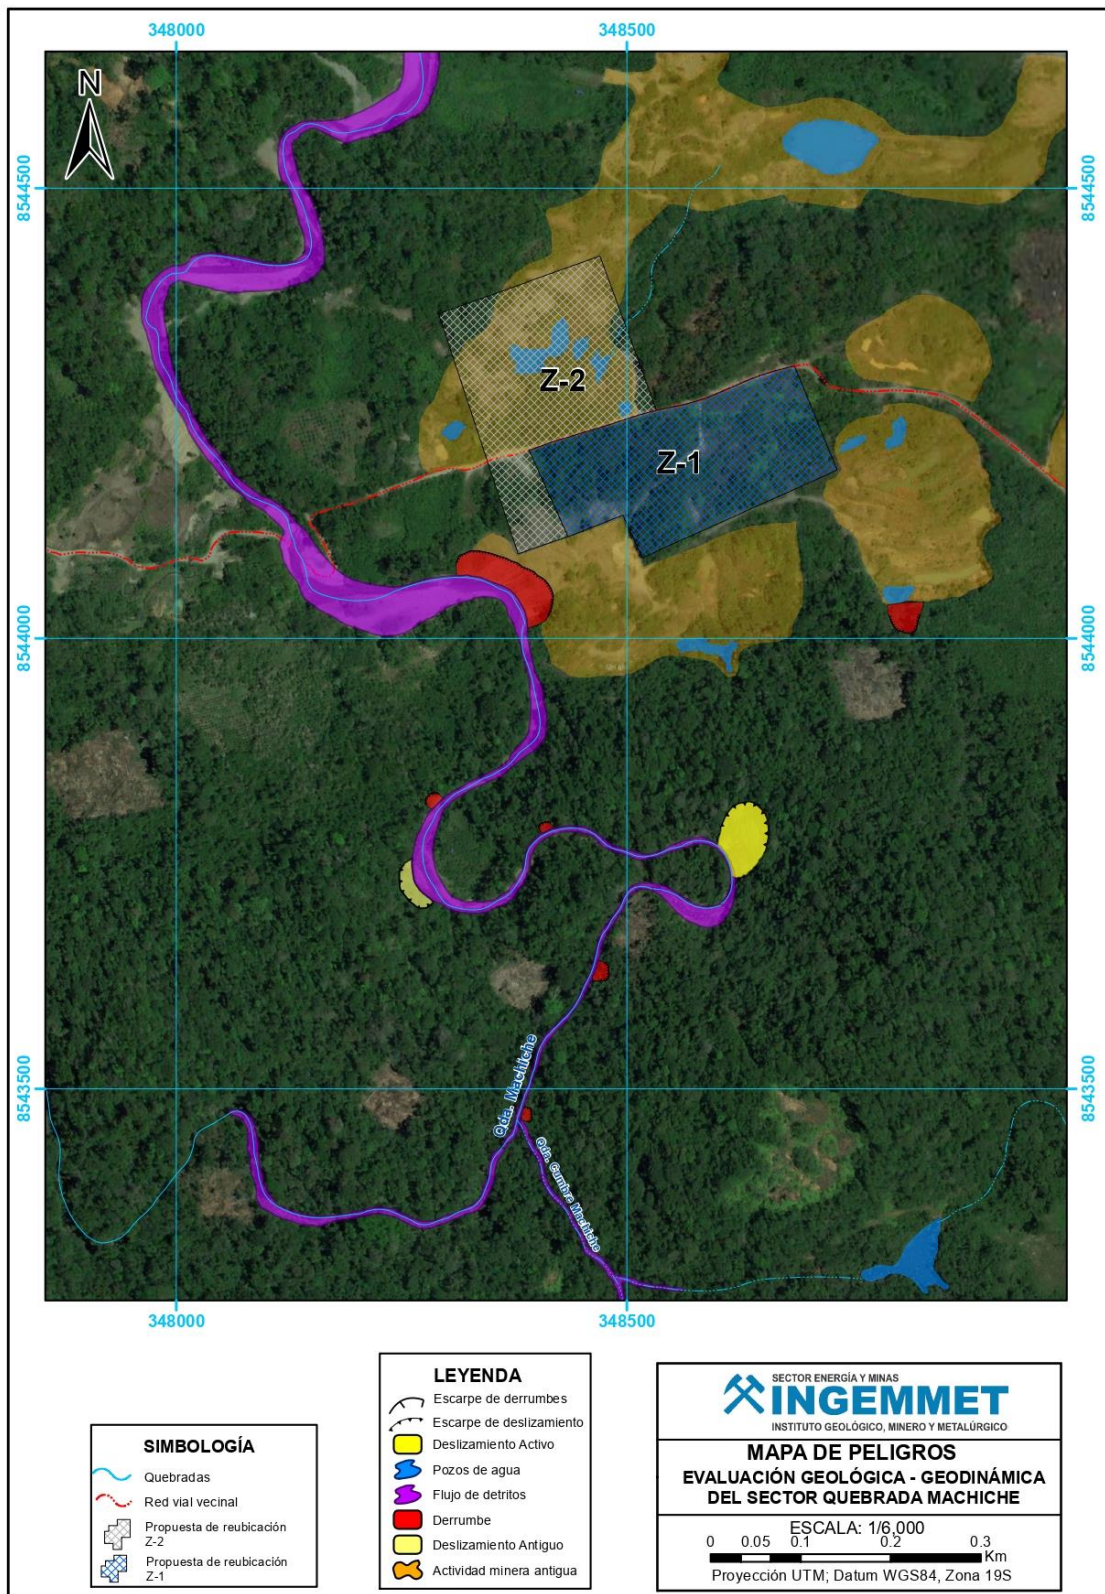 348000
348500
N
8544500
8544500
Z-2
Z-1
8544000
8544000
Qda. Machiche
8543500
8543500
Qda. Cumbre Machiche
348000
348500
SIMBOLOGÍA
Quebradas
Red vial vecinal
Propuesta de reubicación
Z-2
Propuesta de reubicación
Z-1
LEYENDA
Escarpe de derrumbes
Escarpe de deslizamiento
Deslizamiento Activo
Pozos de agua
Flujo de detritos
Derrumbe
Deslizamiento Antiguo
Actividad minera antigua
SECTOR ENERGÍA Y MINAS
INGEMMET
INSTITUTO GEOLÓGICO, MINERO Y METALÚRGICO
MAPA DE PELIGROS
EVALUACIÓN GEOLÓGICA - GEODINÁMICA
DEL SECTOR QUEBRADA MACHICHE
ESCALA: 1/6,000
0 0.05 0.1 0.2 0.3
Km
Proyección UTM; Datum WGS84, Zona 19S